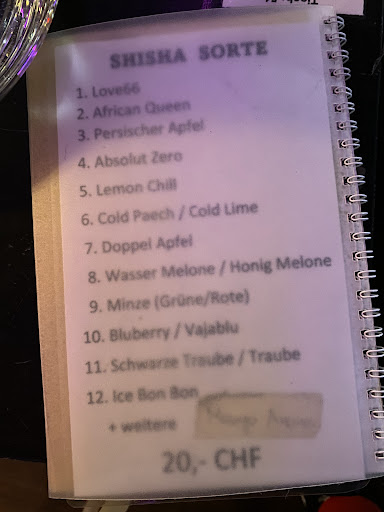 SHISHA SORTE
1. Love66
2. African Queen
3. Persischer Apfel
4. Absolut Zero
5. Lemon Chill
6. Cold Paech / Cold Lime
7. Doppel Apfel
8. Wasser Melone / Honig Melone
9. Minze (Grüne/Rote)
10. Bluberry / Vajablu
11. Schwarze Traube / Traube
12. Ice Bon Bon
+ weitere
20,- CHF